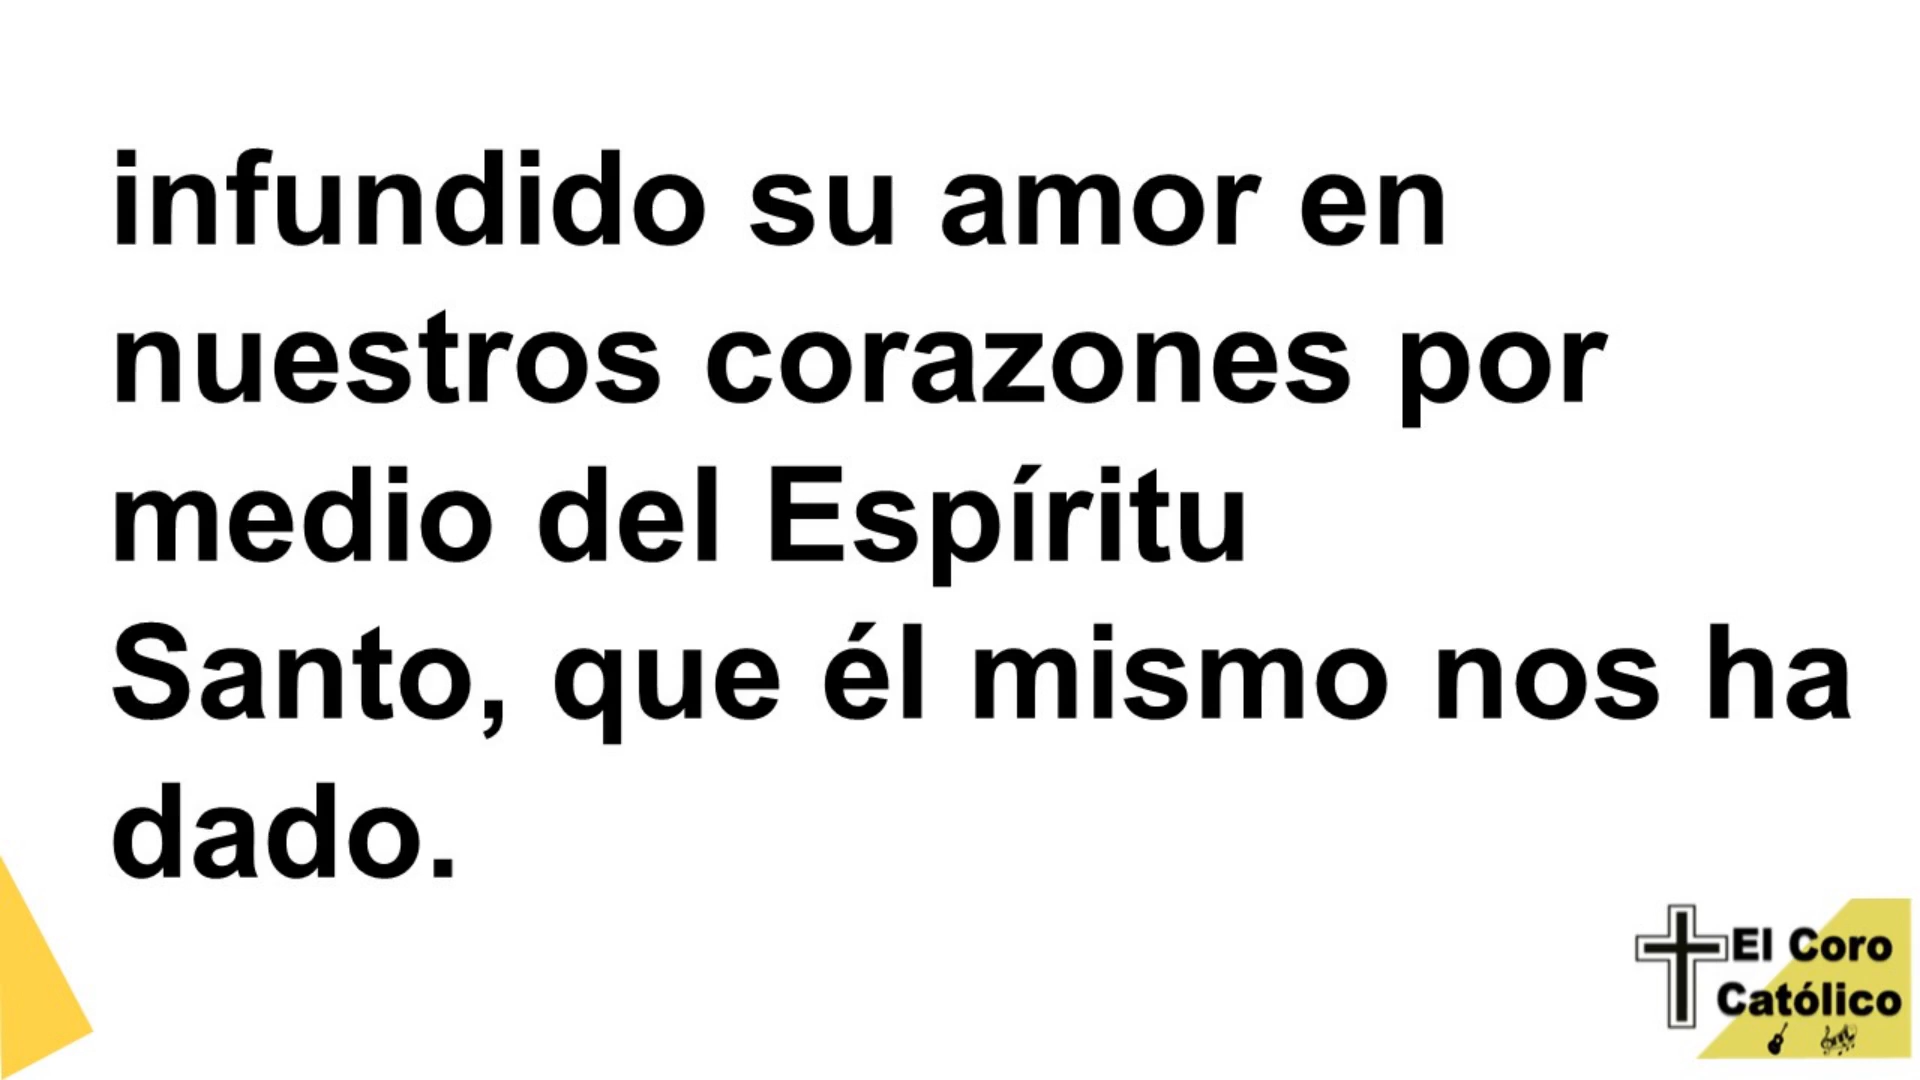 infundido su amor en
nuestros corazones por
medio del Espíritu
Santo, que él mismo nos ha
dado.
El Coro
Católico